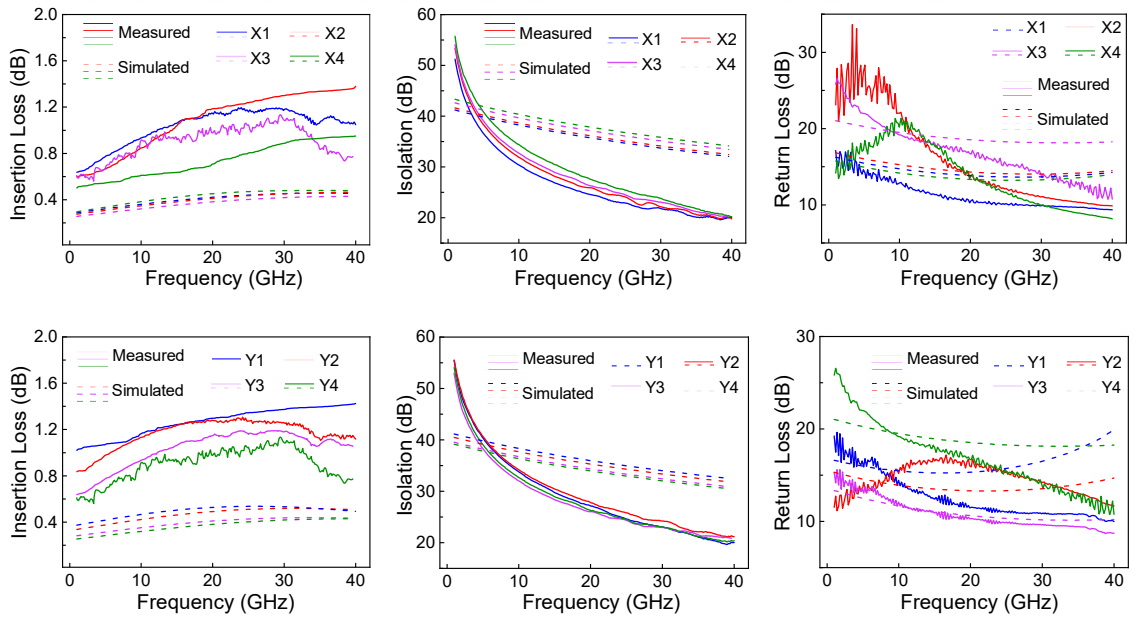 Insertion Loss (dB)
2.0
1.6
1.2
0.8
0.4
Measured
Simulated
X1
X2
X3
X4
0
10
20
30
40
Frequency (GHz)
Isolation (dB)
60
50
40
30
20
Measured
Simulated
X1
X2
X3
X4
0
10
20
30
40
Frequency (GHz)
Return Loss (dB)
30
20
10
X1
X2
X3
X4
Measured
Simulated
0
10
20
30
40
Frequency (GHz)
Insertion Loss (dB)
2.0
1.6
1.2
0.8
0.4
Measured
Simulated
Y1
Y2
Y3
Y4
0
10
20
30
40
Frequency (GHz)
Isolation (dB)
60
50
40
30
20
Measured
Simulated
Y1
Y2
Y3
Y4
0
10
20
30
40
Frequency (GHz)
Return Loss (dB)
30
20
10
Measured
Simulated
Y1
Y2
Y3
Y4
0
10
20
30
40
Frequency (GHz)